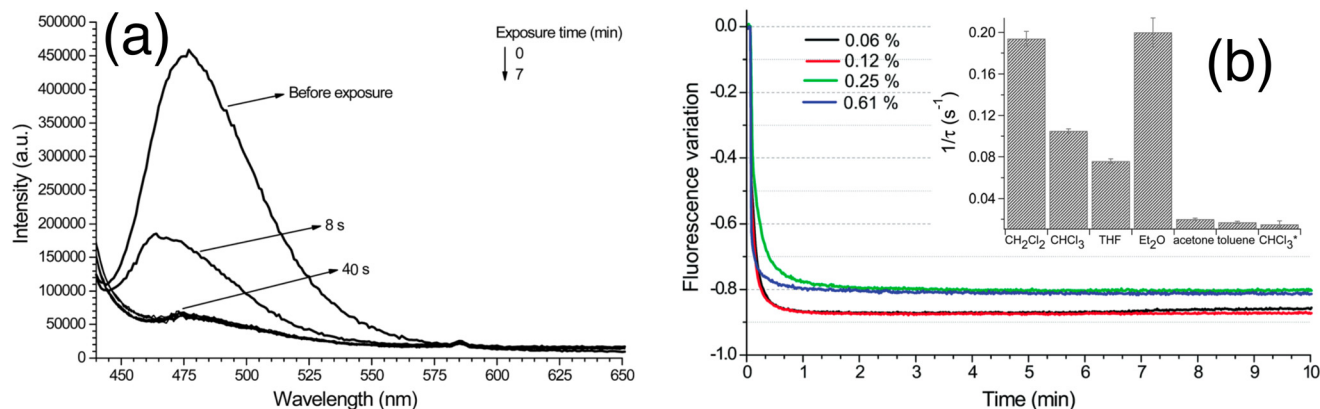 (a)
Intensity (a.u.)
500000
450000
400000
350000
300000
250000
200000
150000
100000
50000
0
Exposure time (min)
0
7
Before exposure
8 s
40 s
450 475 500 525 550 575 600 625 650
Wavelength (nm)
(b)
Fluorescence variation
0.0
-0.2
-0.4
-0.6
-0.8
-1.0
0.06 %
0.12 %
0.25 %
0.61 %
1/τ (s⁻¹)
0.20
0.16
0.12
0.08
0.04
CH₂Cl₂ CHCl₃ THF Et₂O acetone toluene CHCl₃*
0 1 2 3 4 5 6 7 8 9 10
Time (min)